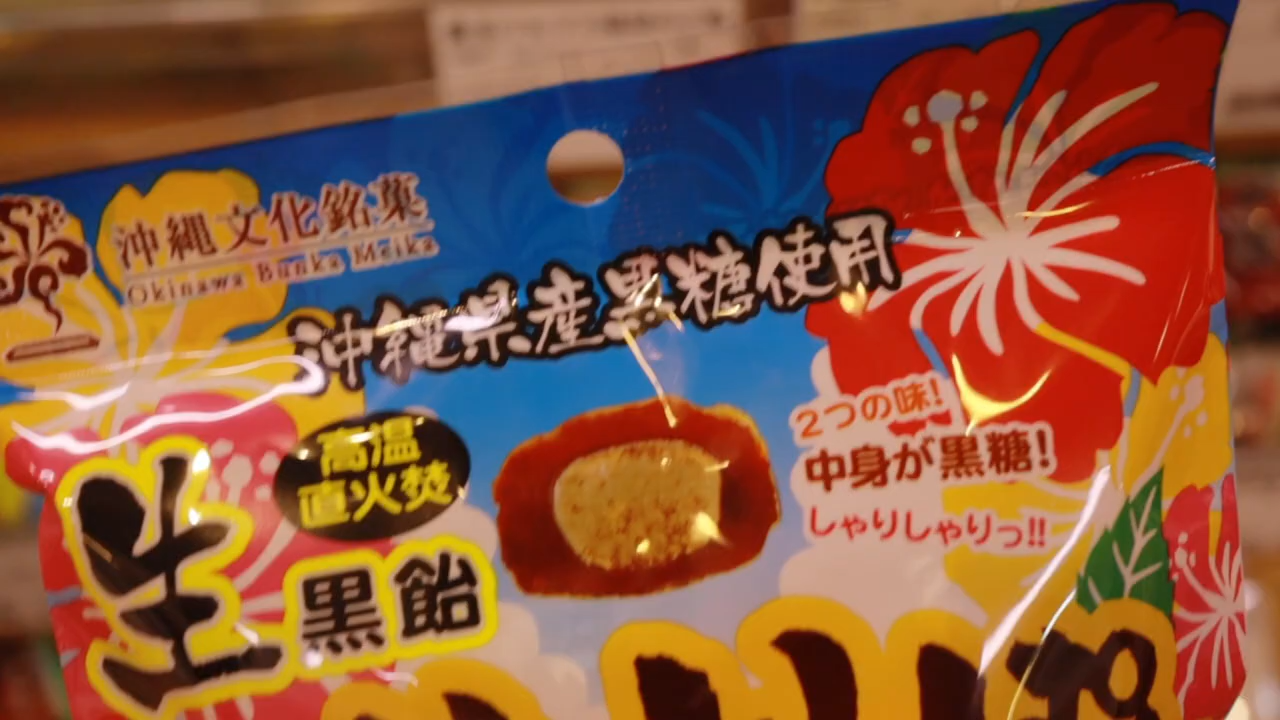 沖縄文化銘菓
Okinawa Bunka Meika
沖縄県産黒糖使用
高温
直火焚
生
黒飴
2つの味!
中身が黒糖!
しゃりしゃりっ!!